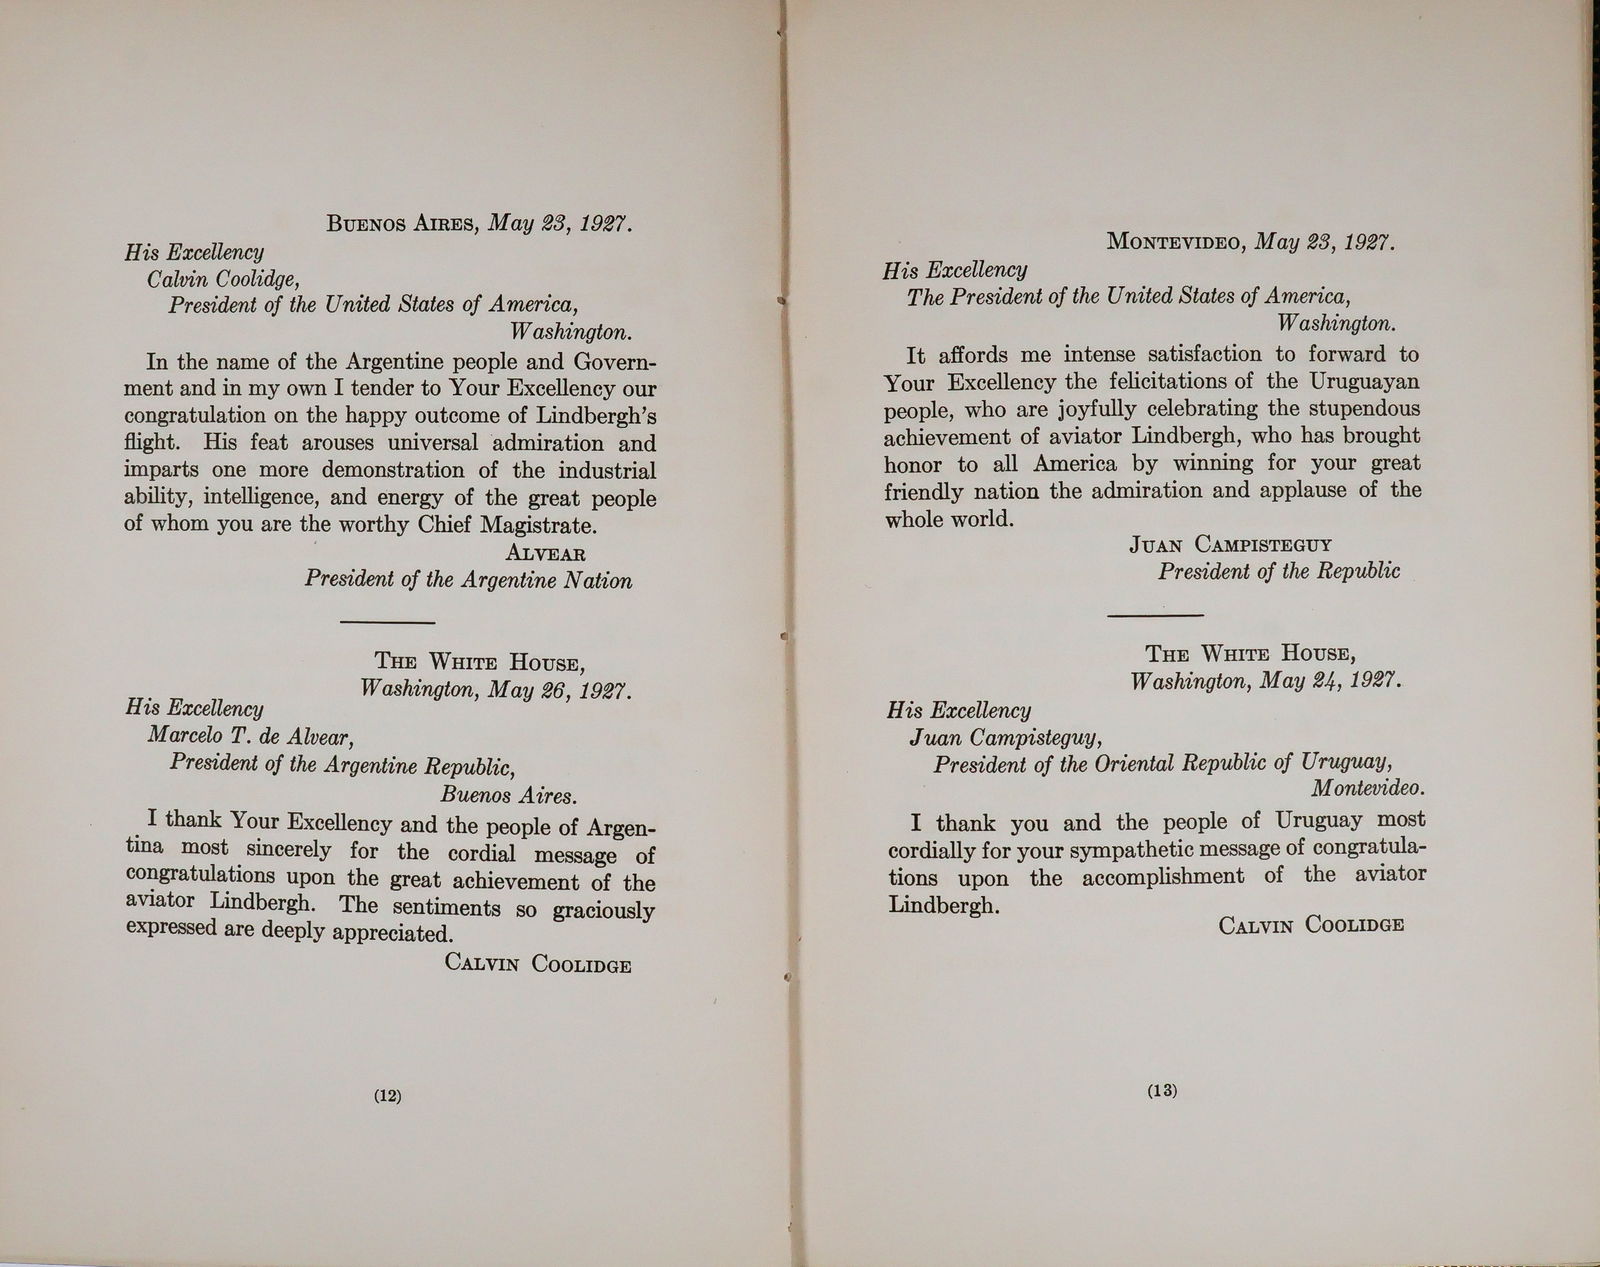 BUENOS AIRES, May 23, 1927.
His Excellency
Calvin Coolidge,
President of the United States of America,
Washington.
In the name of the Argentine people and Govern-
ment and in my own I tender to Your Excellency our
congratulation on the happy outcome of Lindbergh's
flight. His feat arouses universal admiration and
imparts one more demonstration of the industrial
ability, intelligence, and energy of the great people
of whom you are the worthy Chief Magistrate.
ALVEAR
President of the Argentine Nation
THE WHITE HOUSE,
Washington, May 26, 1927.
His Excellency
Marcelo T. de Alvear,
President of the Argentine Republic,
Buenos Aires.
I thank Your Excellency and the people of Argen-
tina most sincerely for the cordial message of
congratulations upon the great achievement of the
aviator Lindbergh. The sentiments so graciously
expressed are deeply appreciated.
CALVIN COOLIDGE
(12)
MONTEVIDEO, May 23, 1927.
His Excellency
The President of the United States of America,
Washington.
It affords me intense satisfaction to forward to
Your Excellency the felicitations of the Uruguayan
people, who are joyfully celebrating the stupendous
achievement of aviator Lindbergh, who has brought
honor to all America by winning for your great
friendly nation the admiration and applause of the
whole world.
JUAN CAMPISTEGUY
President of the Republic
THE WHITE HOUSE,
Washington, May 24, 1927.
His Excellency
Juan Campisteguy,
President of the Oriental Republic of Uruguay,
Montevideo.
I thank you and the people of Uruguay most
cordially for your sympathetic message of congratula-
tions upon the accomplishment of the aviator
Lindbergh.
CALVIN COOLIDGE
(13)